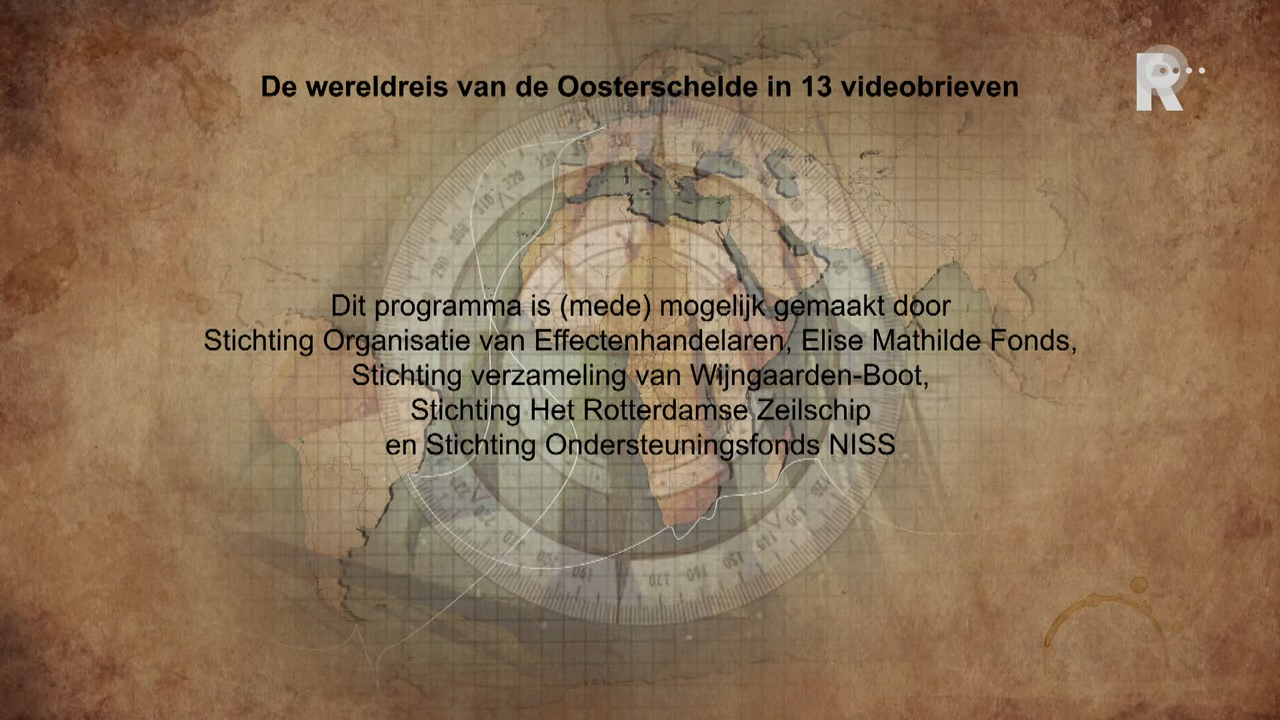 De wereldreis van de Oosterschelde in 13 videobrieven
R
Dit programma is (mede) mogelijk gemaakt door
Stichting Organisatie van Effectenhandelaren, Elise Mathilde Fonds,
Stichting verzameling van Wijngaarden-Boot,
Stichting Het Rotterdamse Zeilschip
en Stichting Ondersteuningsfonds NISS